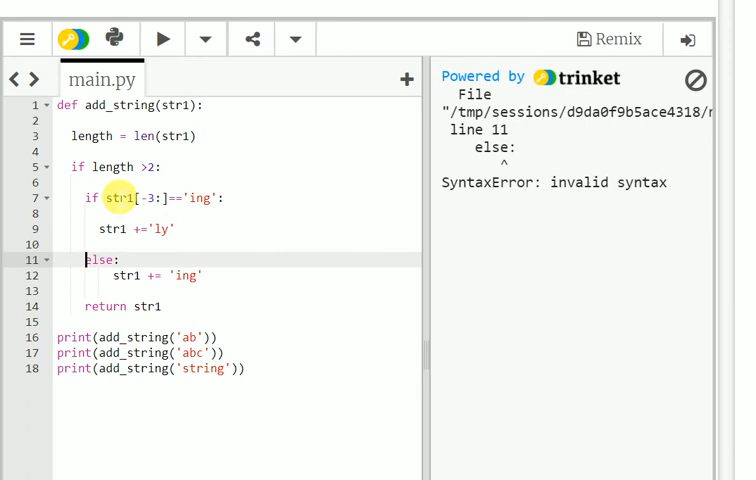 Remix
main.py
+
Powered by trinket
File
"/tmp/sessions/d9da0f9b5ace4318/
line 11
else:
^
SyntaxError: invalid syntax
1 def add_string(str1):
2
3 length = len(str1)
4
5 if length >2:
6
7 if str1[-3:]=='ing':
8
9 str1 +='ly'
10
11 else:
12 str1 += 'ing'
13
14 return str1
15
16 print(add_string('ab'))
17 print(add_string('abc'))
18 print(add_string('string'))